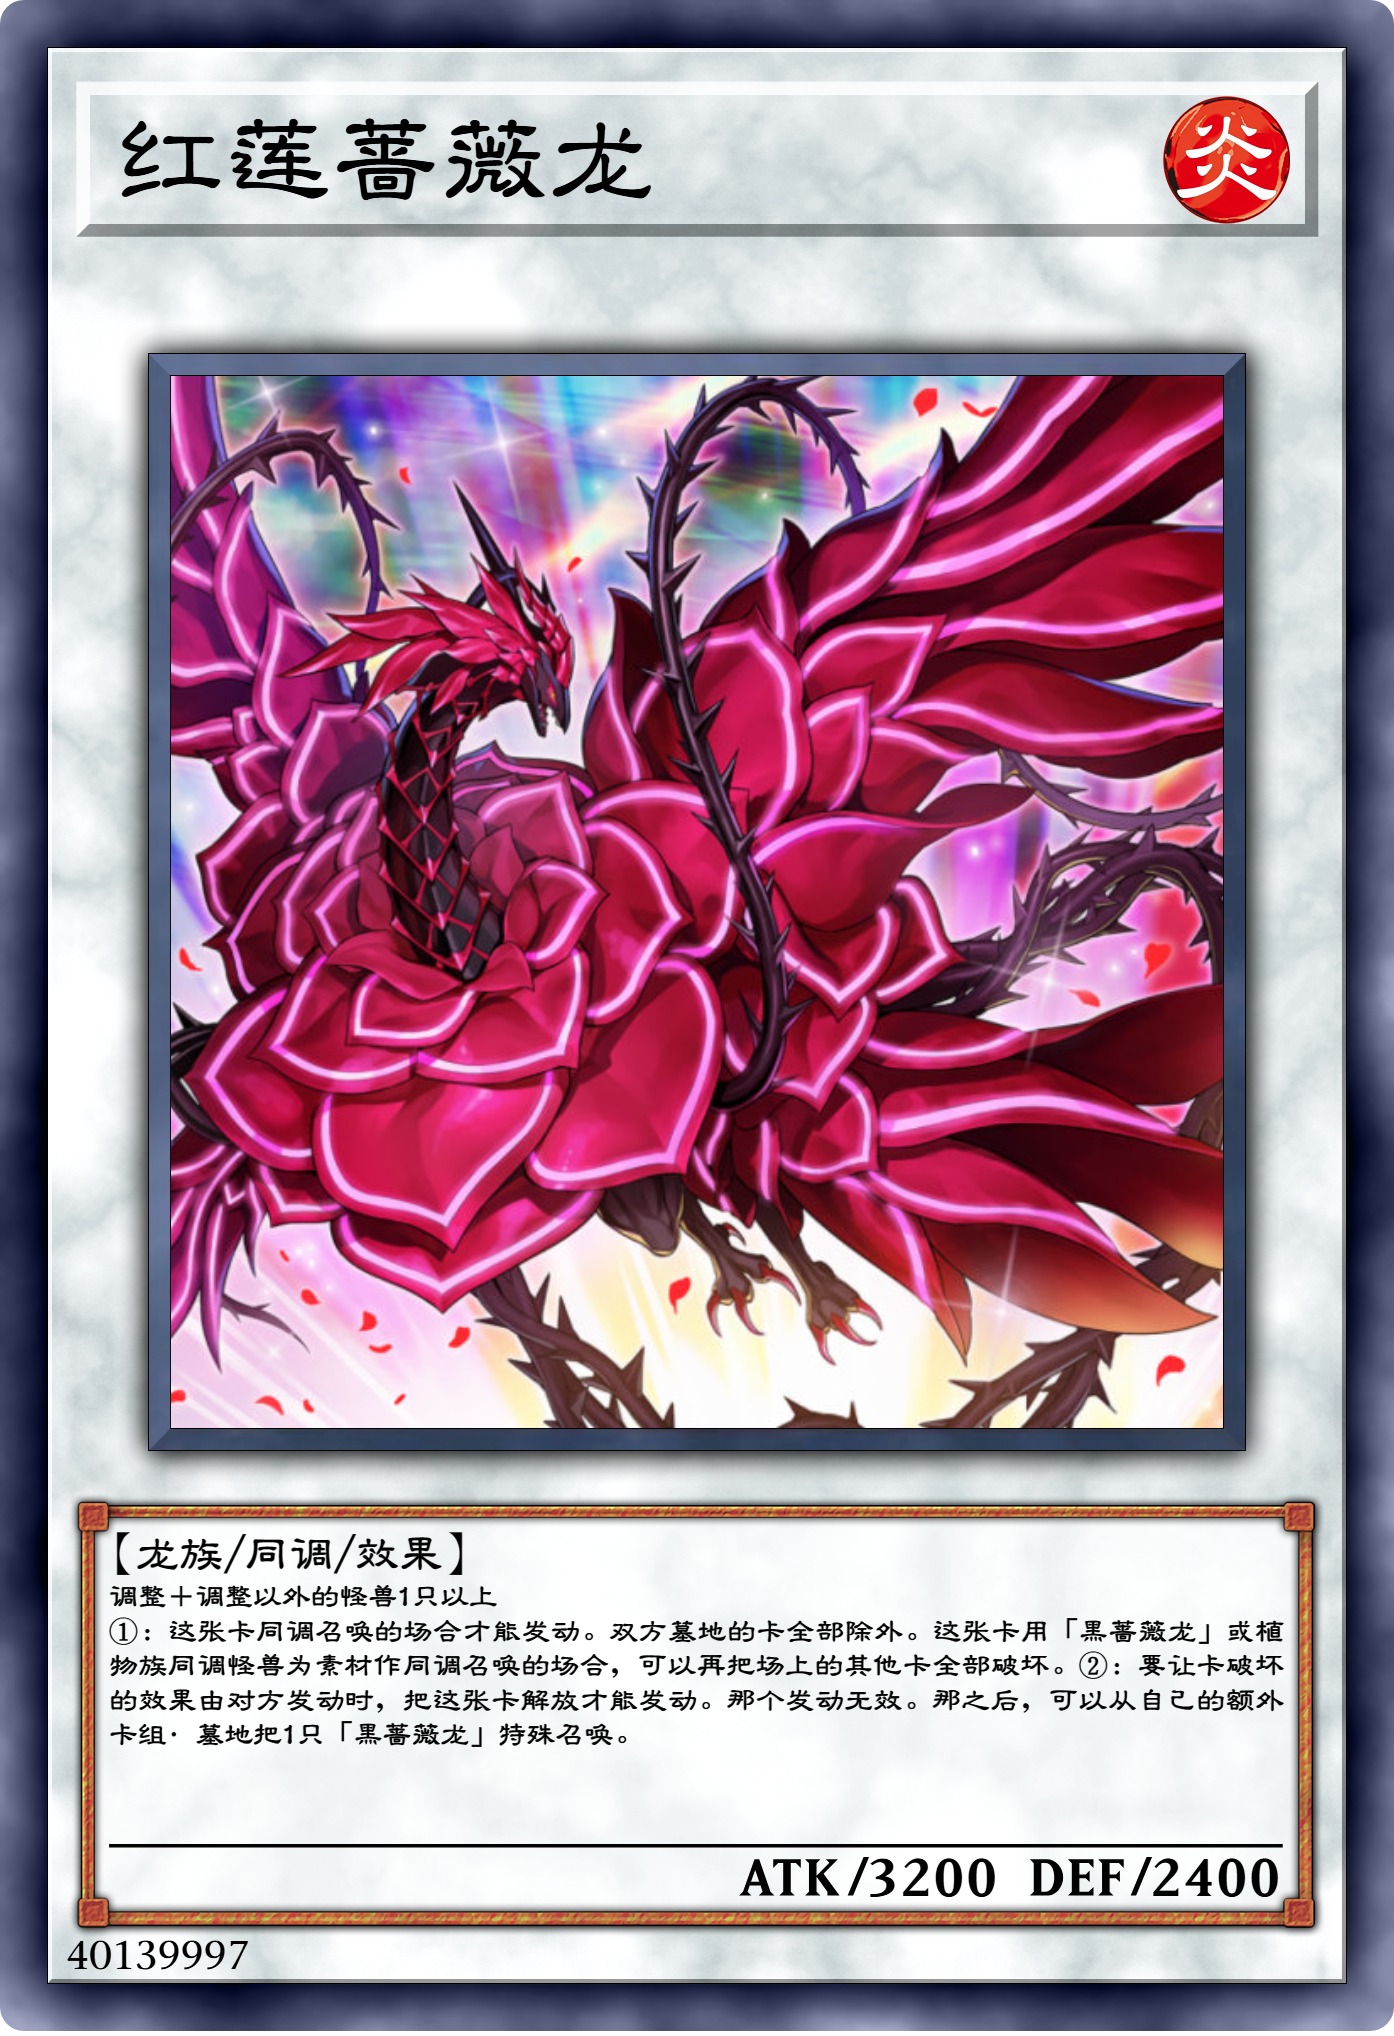 红莲蔷薇龙
炎
【龙族/同调/效果】
调整＋调整以外的怪兽1只以上
①：这张卡同调召唤的场合才能发动。双方墓地的卡全部除外。这张卡用「黑蔷薇龙」或植
物族同调怪兽为素材作同调召唤的场合，可以再把场上的其他卡全部破坏。②：要让卡破坏
的效果由对方发动时，把这张卡解放才能发动。那个发动无效。那之后，可以从自己的额外
卡组·墓地把1只「黑蔷薇龙」特殊召唤。
ATK/3200 DEF/2400
40139997